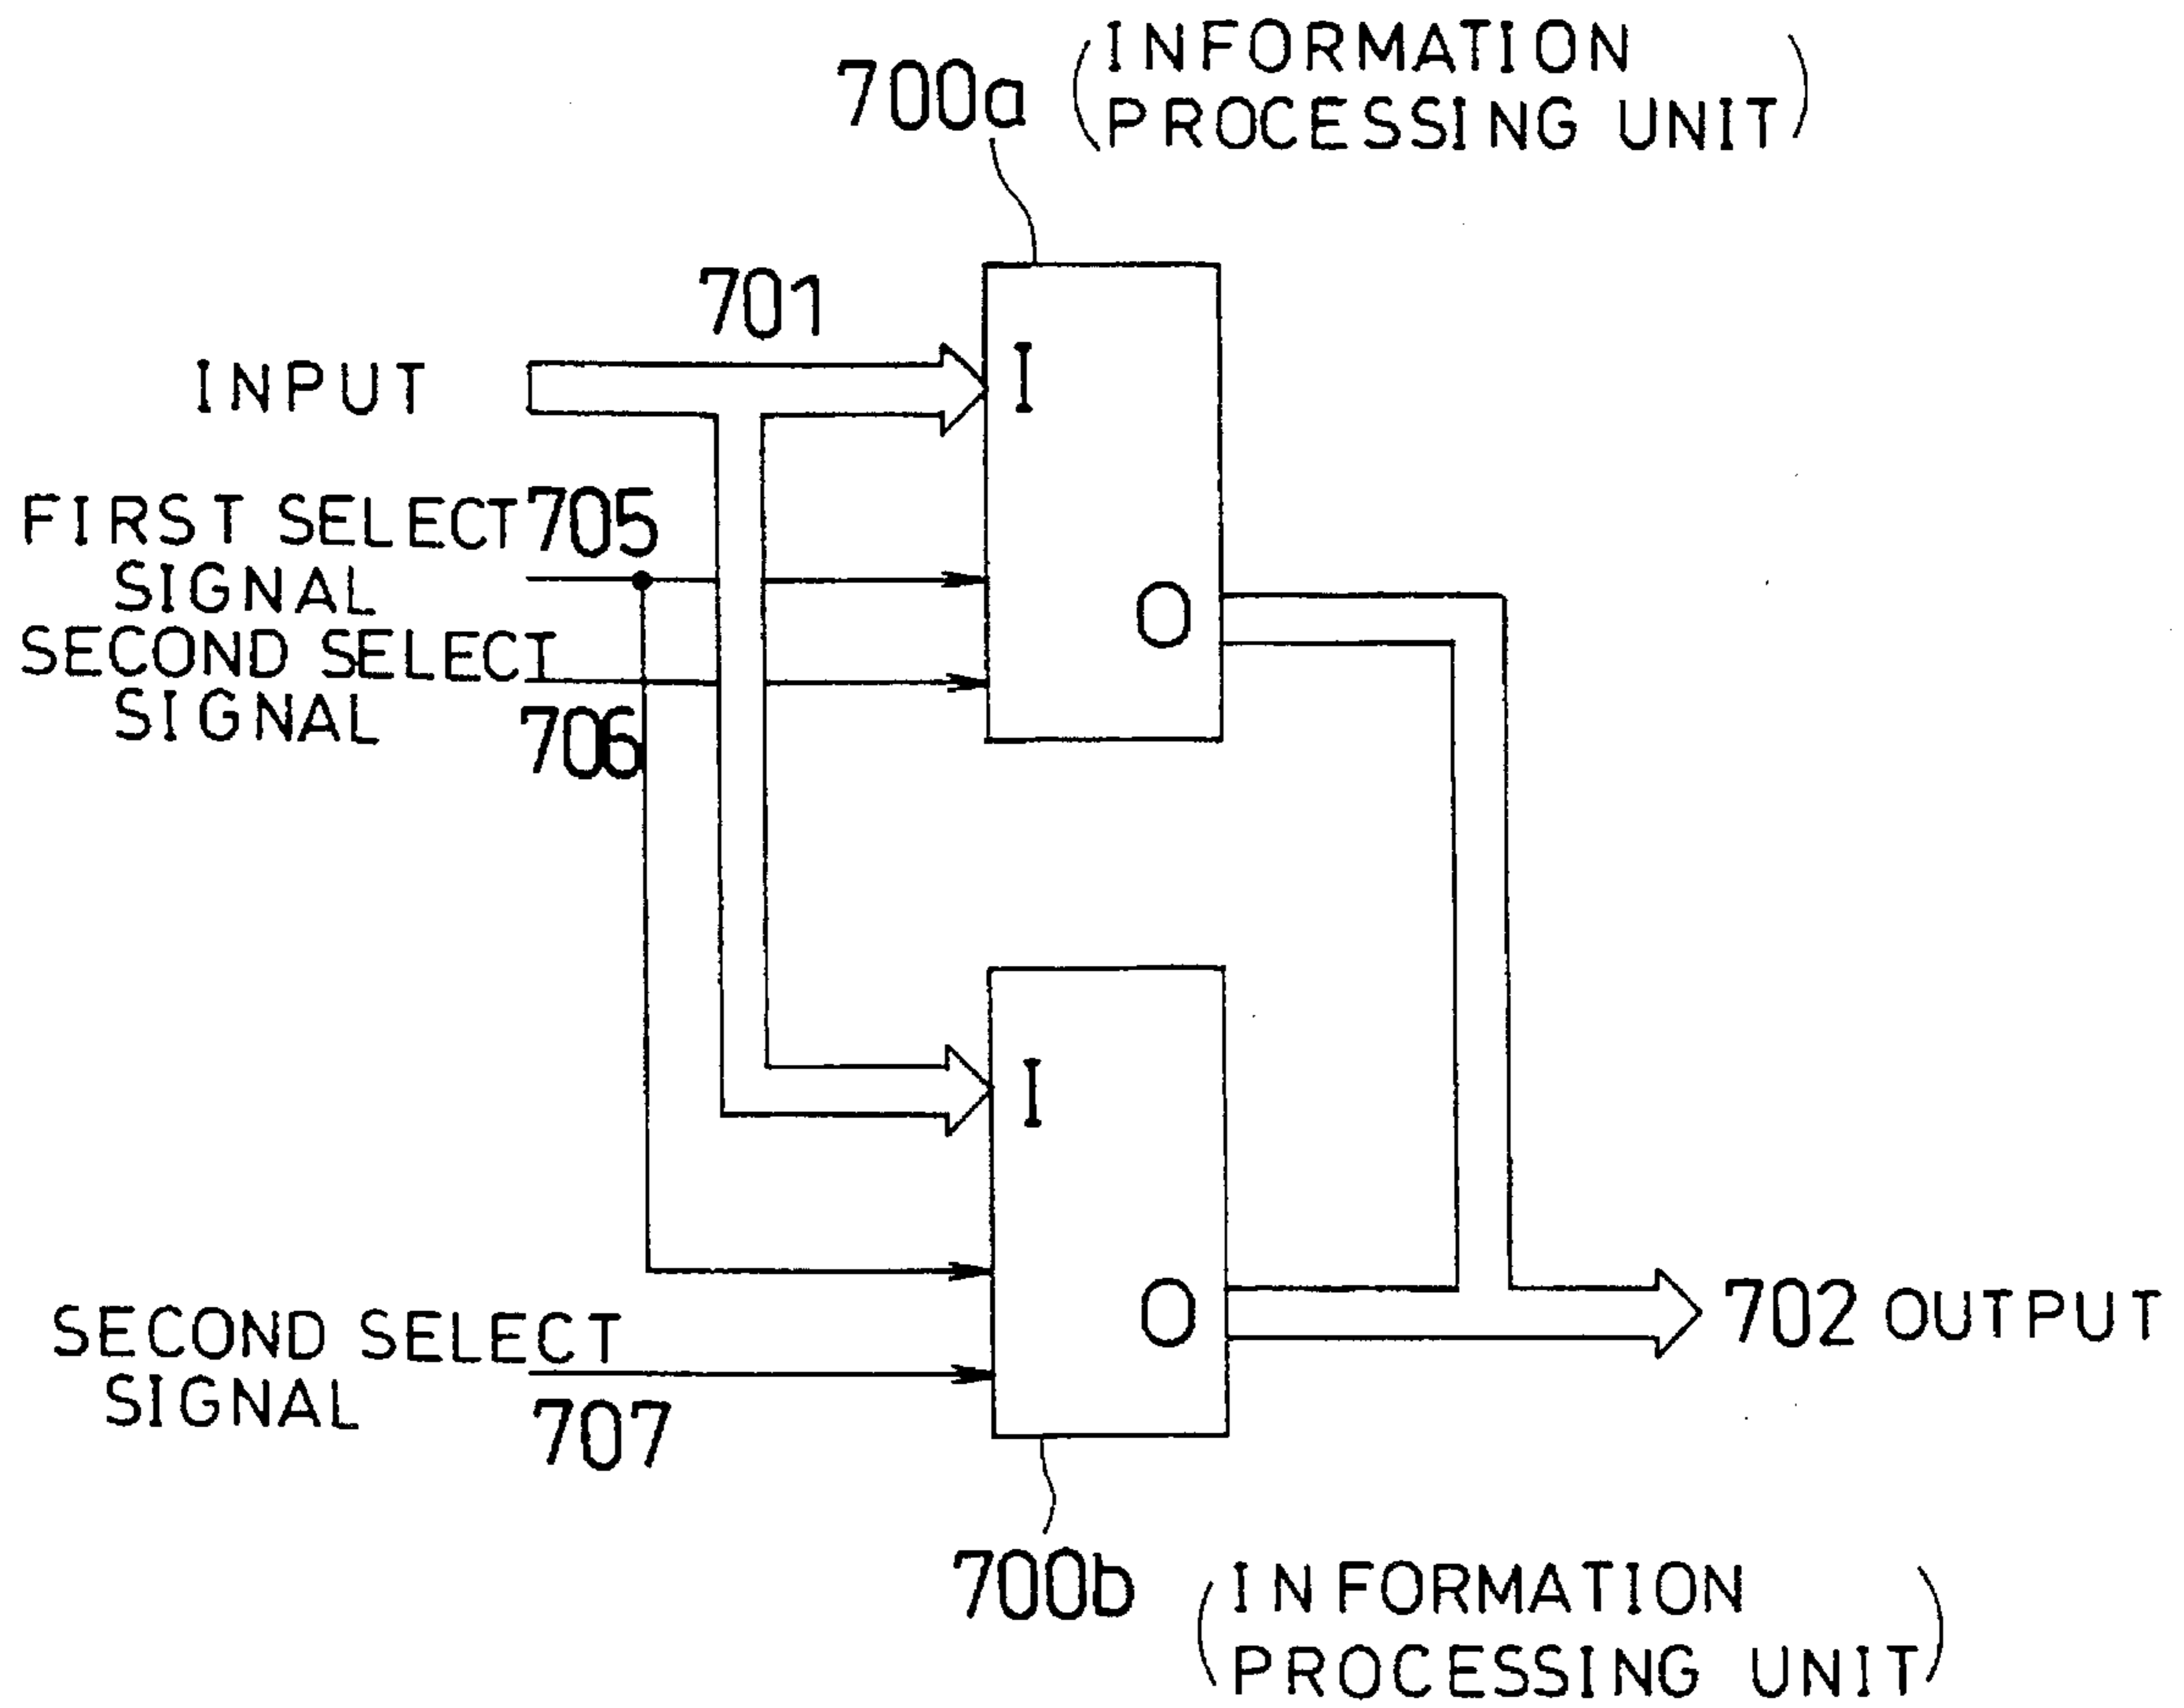 700a (INFORMATION
PROCESSING UNIT)
701
INPUT
I
FIRST SELECT 705
SIGNAL
O
SECOND SELECT
SIGNAL
706
I
O
702 OUTPUT
SECOND SELECT
SIGNAL
707
700b (INFORMATION
PROCESSING UNIT)